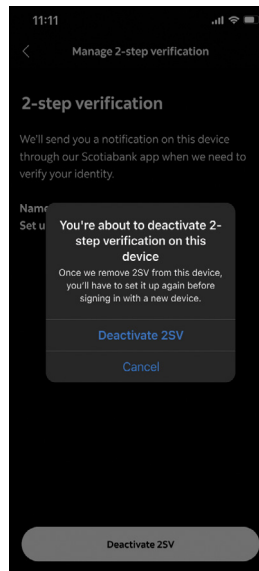 11:11
Manage 2-step verification
2-step verification
We'll send you a notification on this device
through our Scotiabank app when we need to
verify your identity.
Name
Set u
You're about to deactivate 2-
step verification on this
device
Once we remove 2SV from this device,
you'll have to set it up again before
signing in with a new device.
Deactivate 2SV
Cancel
Deactivate 2SV